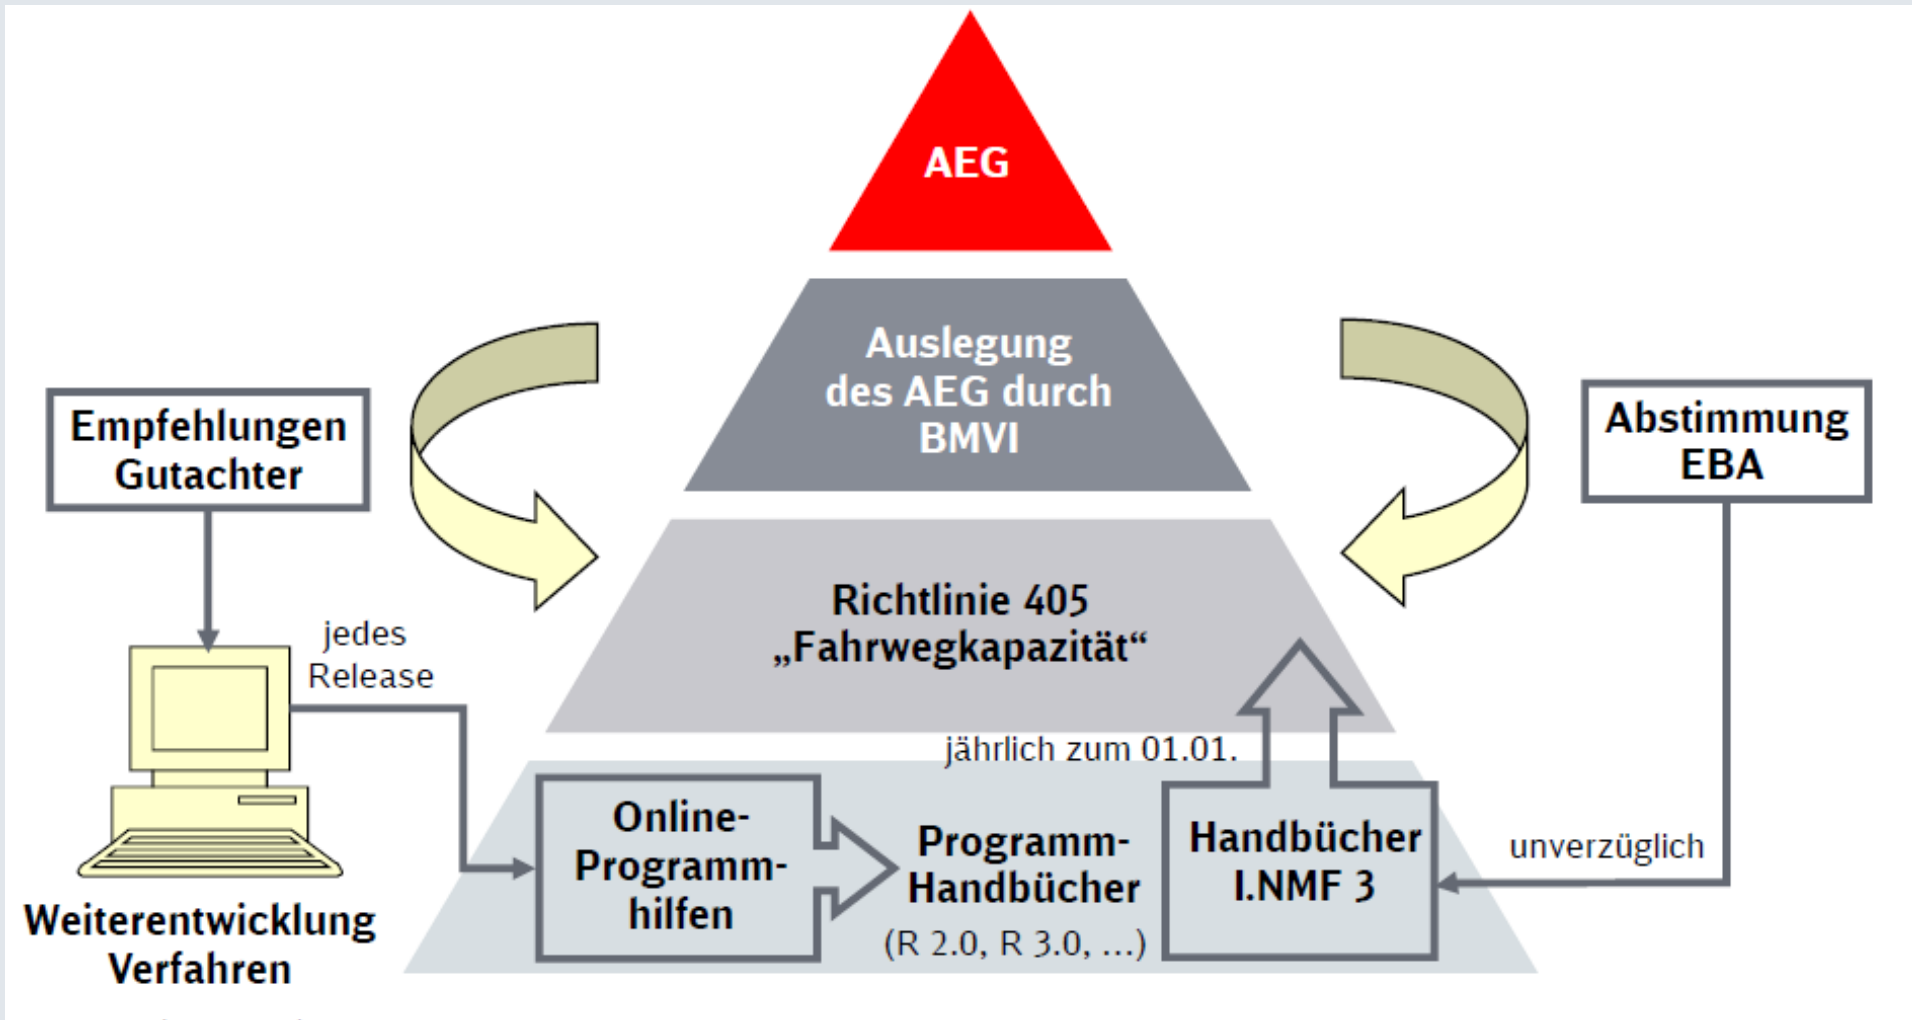 AEG
Auslegung
des AEG durch
BMVI
Empfehlungen
Gutachter
Abstimmung
EBA
Richtlinie 405
„Fahrwegkapazität“
jedes
Release
jährlich zum 01.01.
Online-
Programm-
hilfen
Programm-
Handbücher
(R 2.0, R 3.0, ...)
Handbücher
I.NMF 3
unverzüglich
Weiterentwicklung
Verfahren